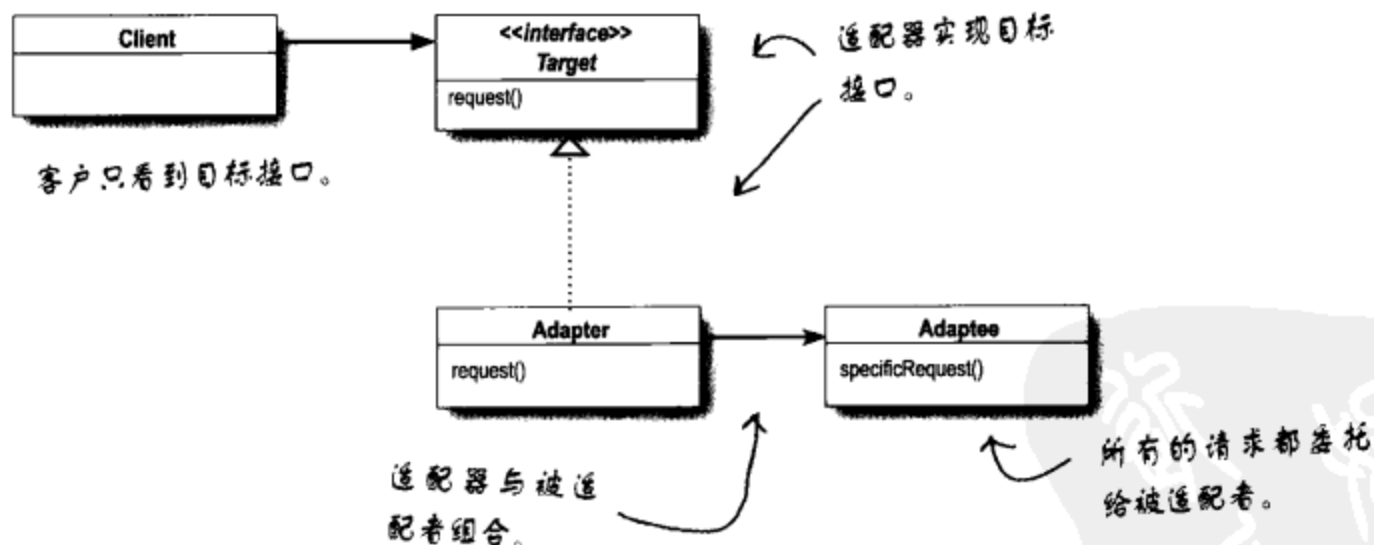 Client
<<interface>>
Target
request()
适配器实现目标
接口。
客户只看到目标接口。
Adapter
request()
Adaptee
specificRequest()
适配器与被适
配者组合。
所有的请求都委托
给被适配者。